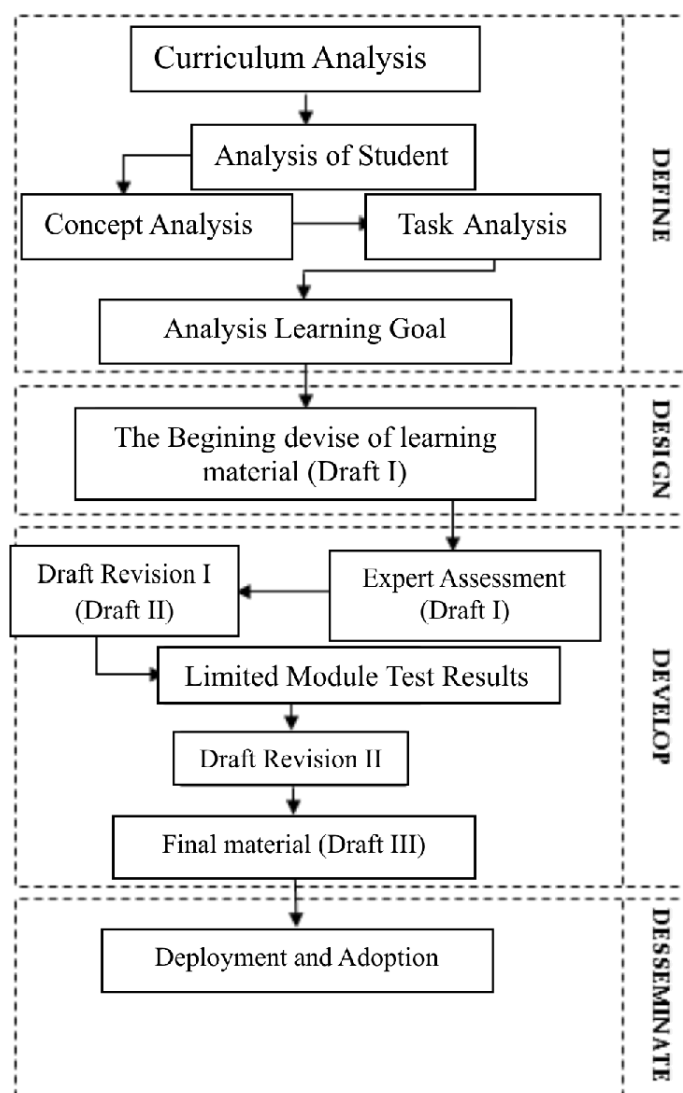 Curriculum Analysis
Analysis of Student
Concept Analysis
Task Analysis
Analysis Learning Goal
DEFINE
The Begining devise of learning
material (Draft I)
DESIGN
Expert Assessment
(Draft I)
Draft Revision I
(Draft II)
Limited Module Test Results
Draft Revision II
Final material (Draft III)
DEVELOP
Deployment and Adoption
DESSEMINATE